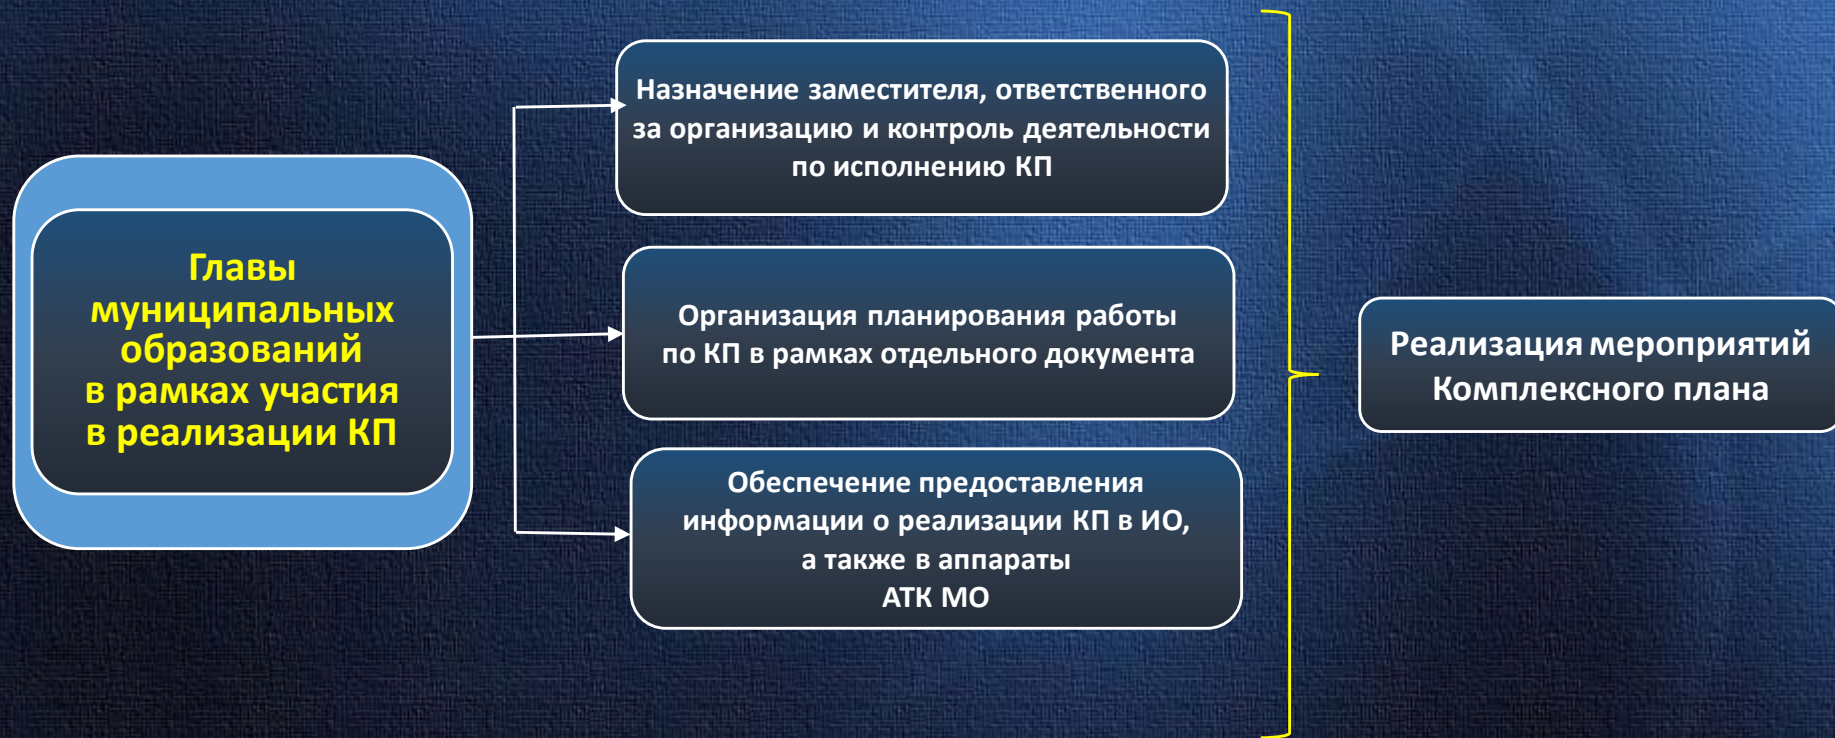 Главы
муниципальных
образований
в рамках участия
в реализации КП
Назначение заместителя, ответственного
за организацию и контроль деятельности
по исполнению КП
Организация планирования работы
по КП в рамках отдельного документа
Обеспечение предоставления
информации о реализации КП в ИО,
а также в аппараты
АТК МО
Реализация мероприятий
Комплексного плана